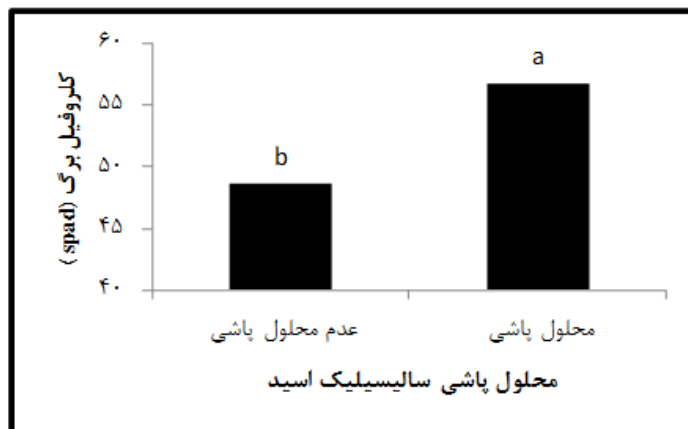 کلروفیل برگ (spad)
۶۰
۵۵
۵۰
۴۵
۴۰
b
a
عدم محلول پاشی
محلول پاشی
محلول پاشی سالیسیلیک اسید